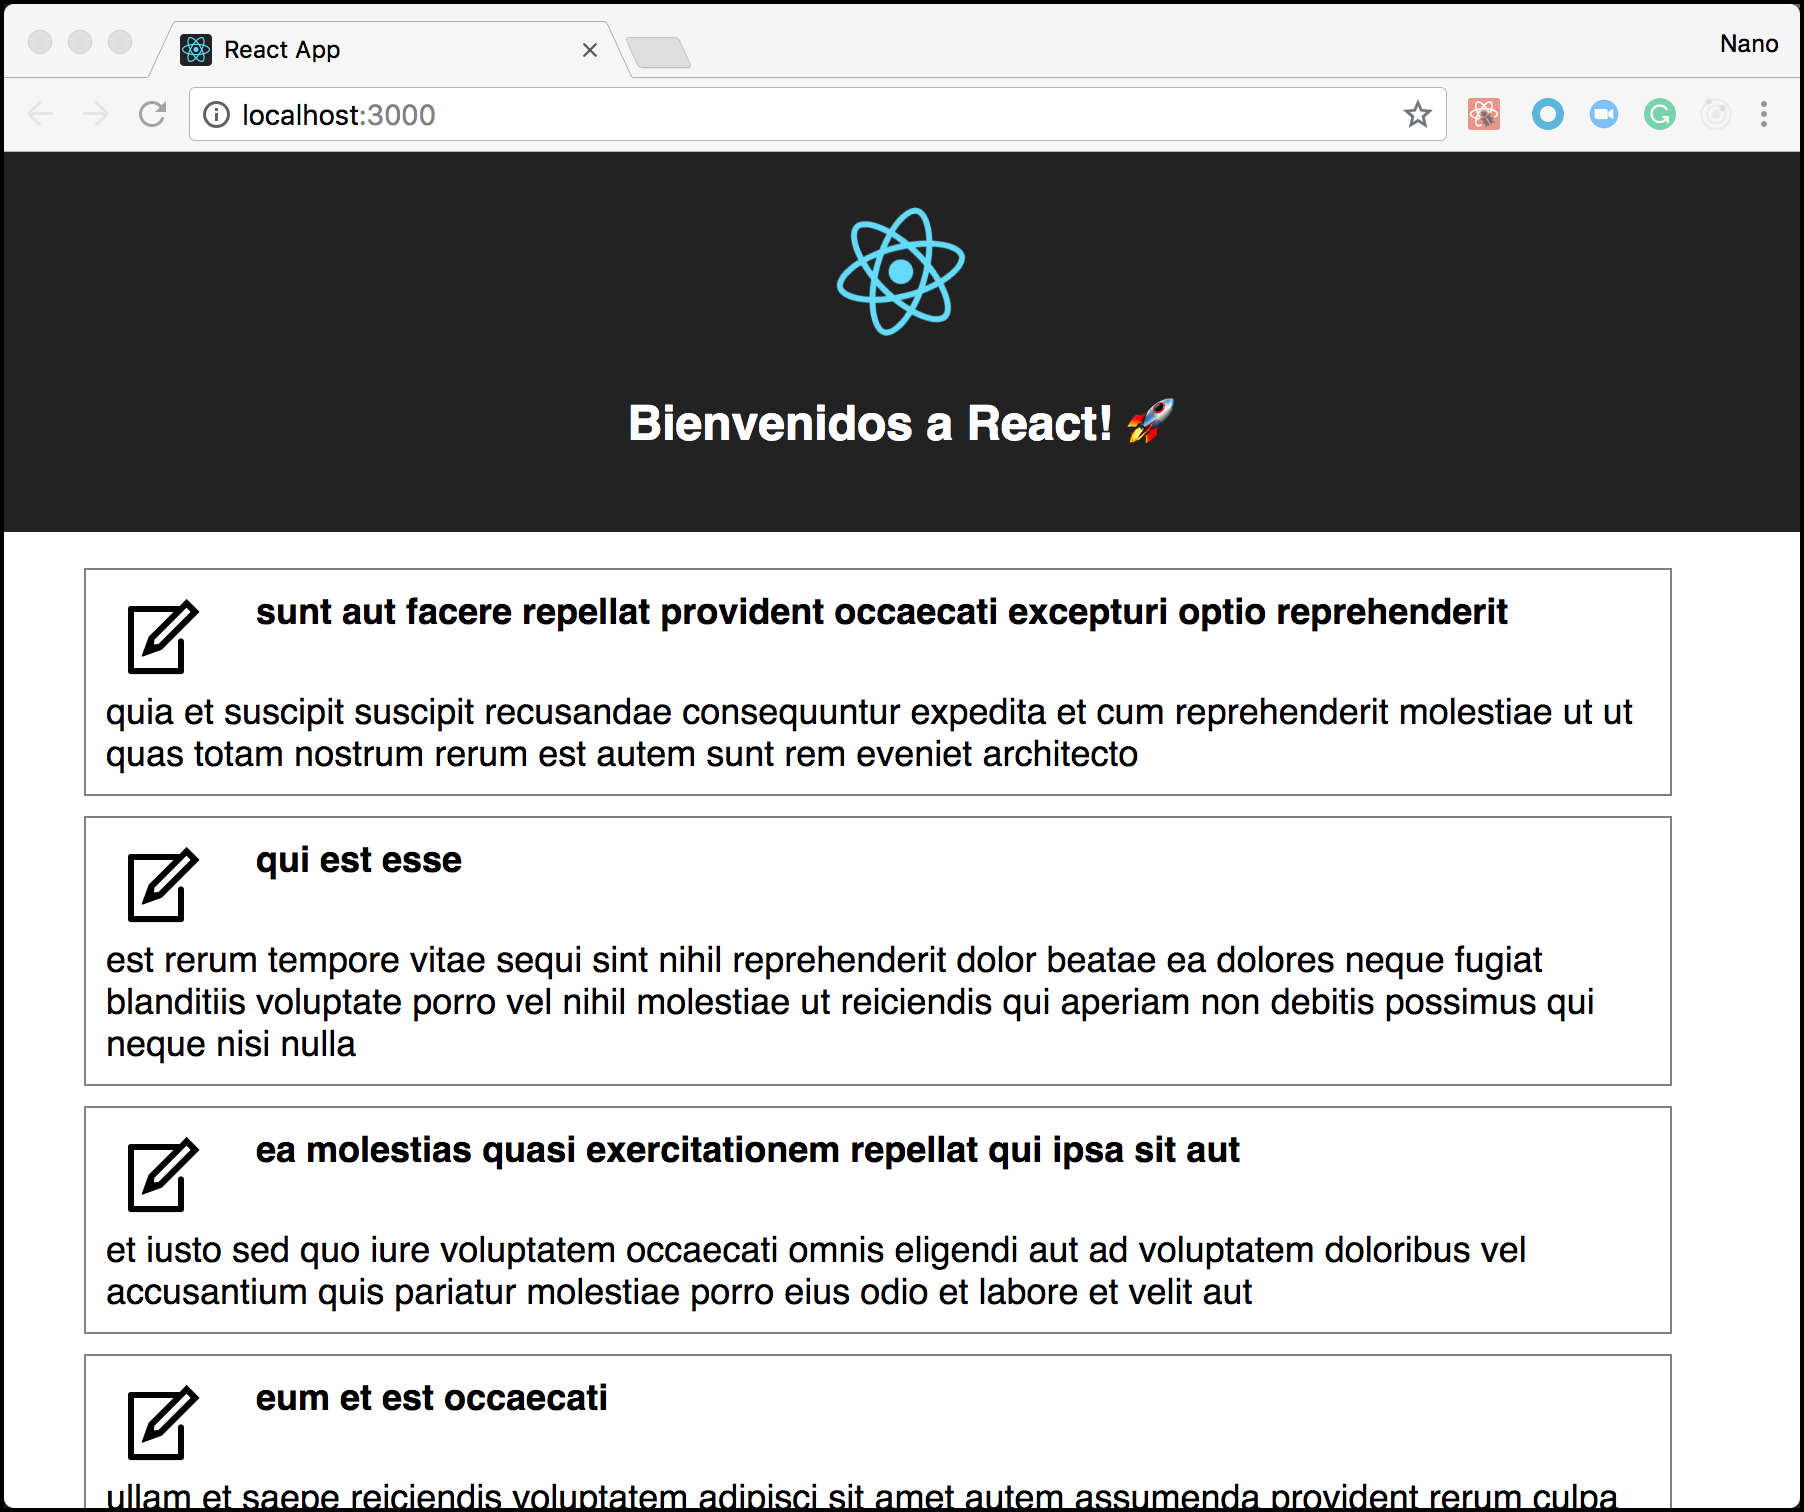 React App
Nano
localhost:3000
Bienvenidos a React! 🚀
sunt aut facere repellat provident occaecati excepturi optio reprehenderit
quia et suscipit suscipit recusandae consequuntur expedita et cum reprehenderit molestiae ut ut
quas totam nostrum rerum est autem sunt rem eveniet architecto
qui est esse
est rerum tempore vitae sequi sint nihil reprehenderit dolor beatae ea dolores neque fugiat
blanditiis voluptate porro vel nihil molestiae ut reiciendis qui aperiam non debitis possimus qui
neque nisi nulla
ea molestias quasi exercitationem repellat qui ipsa sit aut
et iusto sed quo iure voluptatem occaecati omnis eligendi aut ad voluptatem doloribus vel
accusantium quis pariatur molestiae porro eius odio et labore et velit aut
eum et est occaecati
ullam et saepe reiciendis voluptatem adipisci sit amet autem assumenda provident rerum culpa